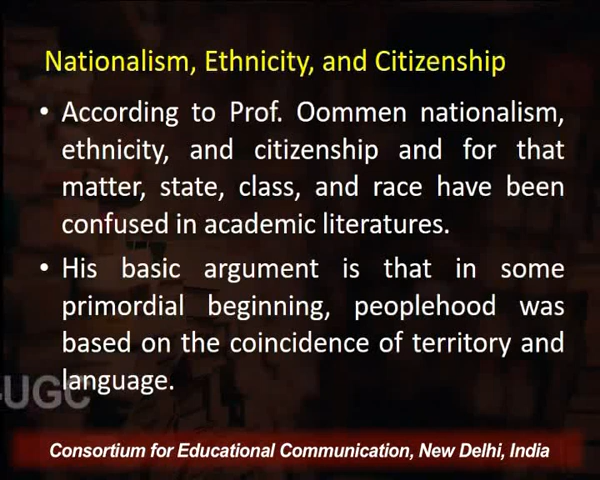 Nationalism, Ethnicity, and Citizenship
• According to Prof. Oommen nationalism,
ethnicity, and citizenship and for that
matter, state, class, and race have been
confused in academic literatures.
• His basic argument is that in some
primordial beginning, peoplehood was
based on the coincidence of territory and
language.
-UGC
Consortium for Educational Communication, New Delhi, India